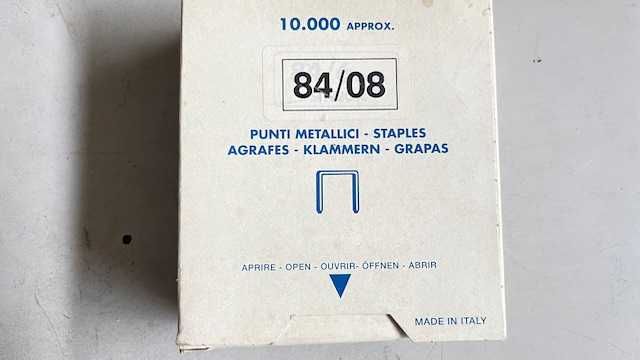 10.000 APPROX.
84/08
PUNTI METALLICI - STAPLES
AGRAFES - KLAMMERN - GRAPAS
APRIRE - OPEN - OUVRIR- ÖFFNEN - ABRIR
MADE IN ITALY